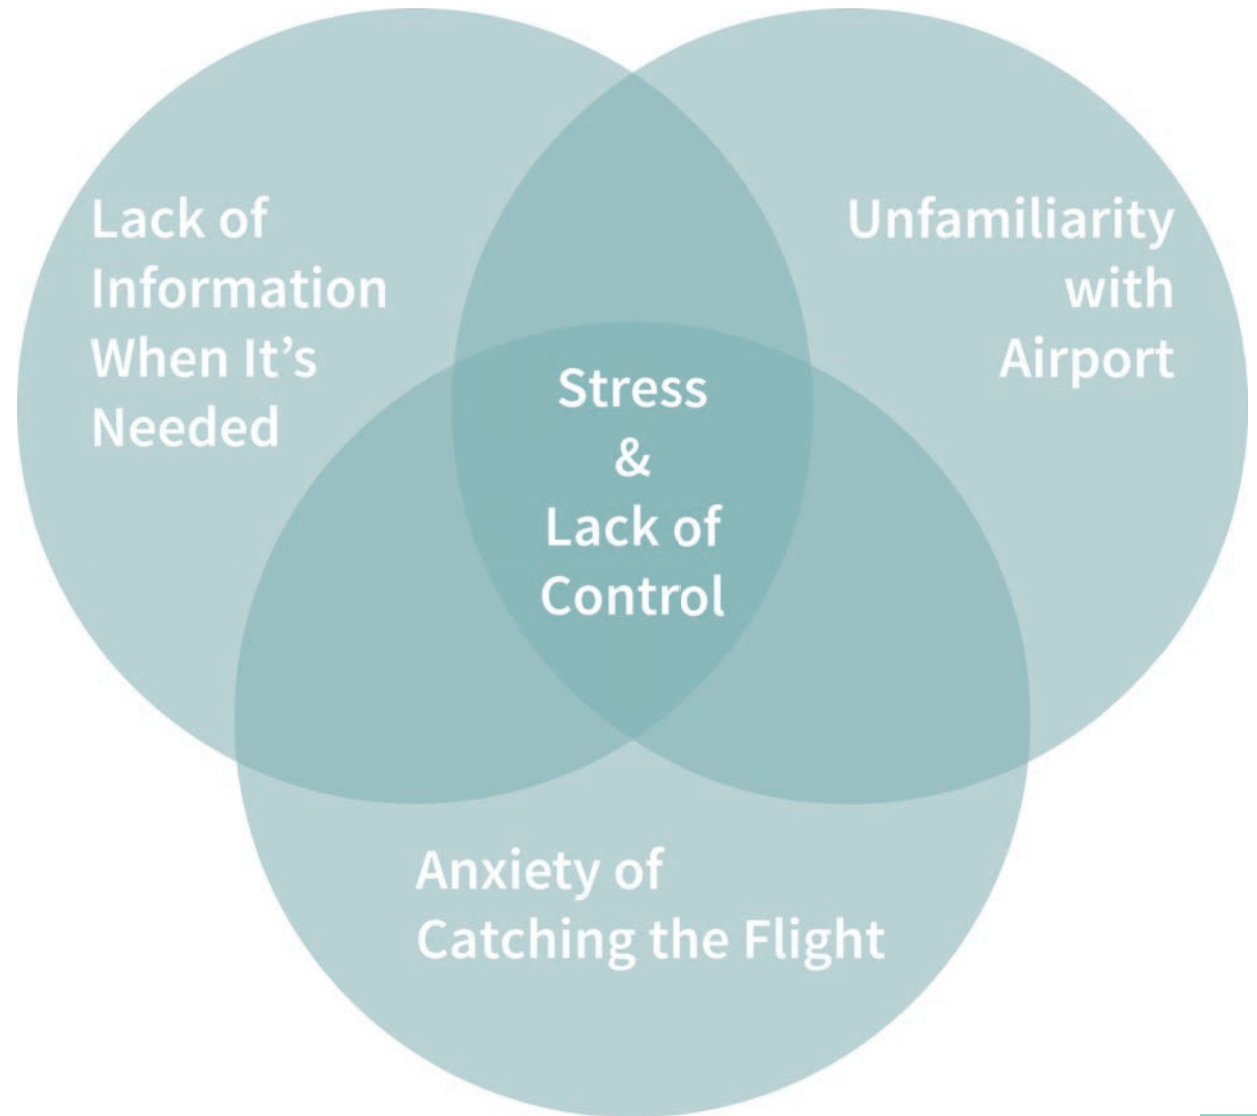 Lack of
Information
When It’s
Needed
Unfamiliarity
with
Airport
Stress
&
Lack of
Control
Anxiety of
Catching the Flight